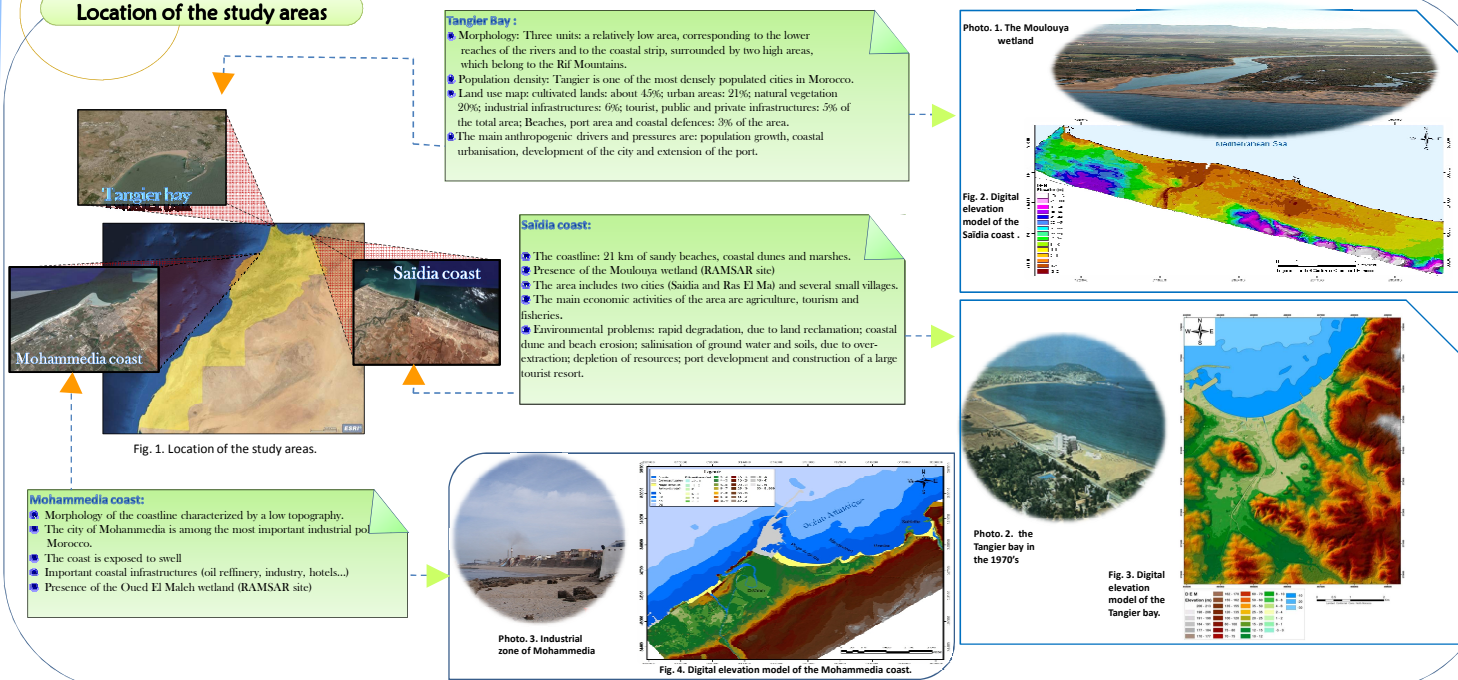 Location of the study areas
Tangier Bay :
Morphology: Three units: a relatively low area, corresponding to the lower
reaches of the rivers and to the coastal strip, surrounded by two high areas,
which belong to the Rif Mountains.
Population density: Tangier is one of the most densely populated cities in Morocco.
Land use map: cultivated lands: about 45%; urban areas: 21%; natural vegetation
20%; industrial infrastructures: 6%; tourist, public and private infrastructures: 5% of
the total area; Beaches, port area and coastal defences: 3% of the area.
The main anthropogenic drivers and pressures are: population growth, coastal
urbanisation, development of the city and extension of the port.
Photo. 1. The Moulouya
wetland
Mediterranean Sea
Fig. 2. Digital
elevation
model of the
Saïdia coast .
Tangier bay
Saïdia coast
Mohammedia coast
ESRI
Fig. 1. Location of the study areas.
Saïdia coast:
The coastline: 21 km of sandy beaches, coastal dunes and marshes.
Presence of the Moulouya wetland (RAMSAR site)
The area includes two cities (Saidia and Ras El Ma) and several small villages.
The main economic activities of the area are agriculture, tourism and
fisheries.
Environmental problems: rapid degradation, due to land reclamation; coastal
dune and beach erosion; salinisation of ground water and soils, due to over-
extraction; depletion of resources; port development and construction of a large
tourist resort.
Mohammedia coast:
Morphology of the coastline characterized by a low topography.
The city of Mohammedia is among the most important industrial pol
Morocco.
The coast is exposed to swell
Important coastal infrastructures (oil reffinery, industry, hotels...)
Presence of the Oued El Maleh wetland (RAMSAR site)
Photo. 3. Industrial
zone of Mohammedia
Océan Atlantique
Fig. 4. Digital elevation model of the Mohammedia coast.
Photo. 2. the
Tangier bay in
the 1970's
N
W E
S
Fig. 3. Digital
elevation
model of the
Tangier bay.
D E M
Elevation (m)